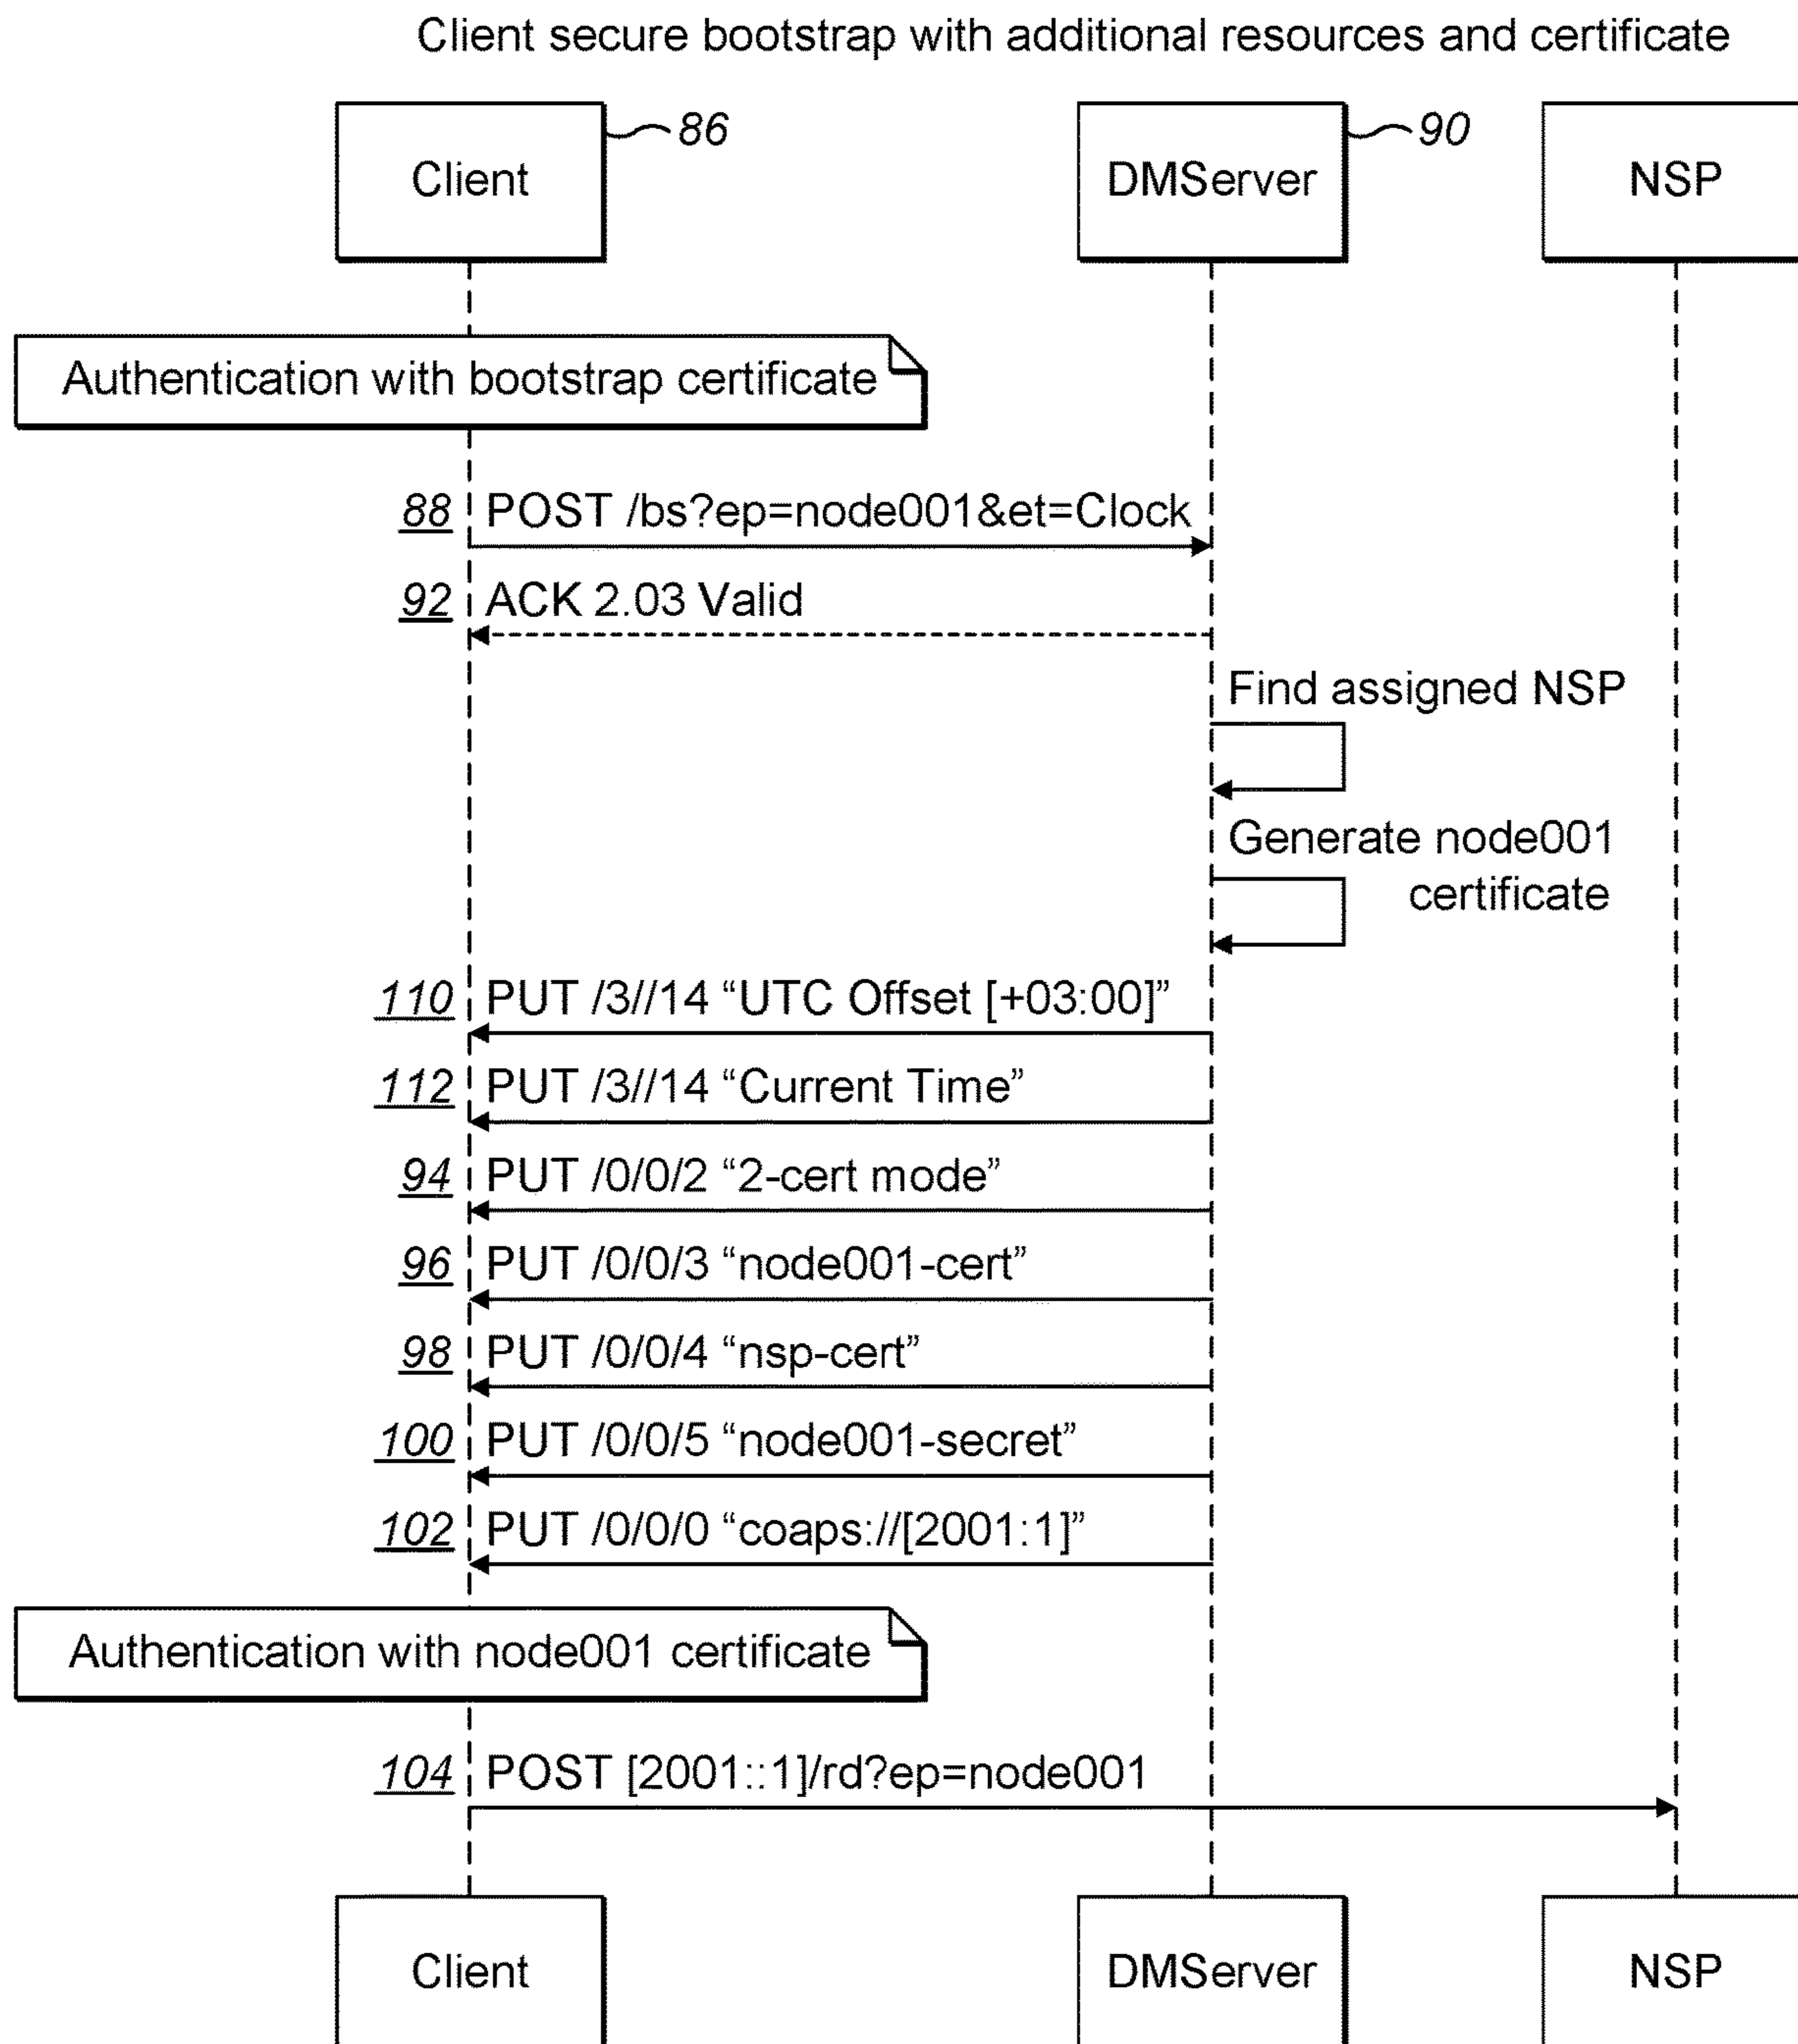 Client secure bootstrap with additional resources and certificate
Client
86
DMServer
90
NSP
Authentication with bootstrap certificate
88 POST /bs?ep=node001&et=Clock
92 ACK 2.03 Valid
Find assigned NSP
Generate node001
certificate
110 PUT /3//14 “UTC Offset [+03:00]”
112 PUT /3//14 “Current Time”
94 PUT /0/0/2 “2-cert mode”
96 PUT /0/0/3 “node001-cert”
98 PUT /0/0/4 “nsp-cert”
100 PUT /0/0/5 “node001-secret”
102 PUT /0/0/0 “coaps://[2001:1]”
Authentication with node001 certificate
104 POST [2001::1]/rd?ep=node001
Client
DMServer
NSP